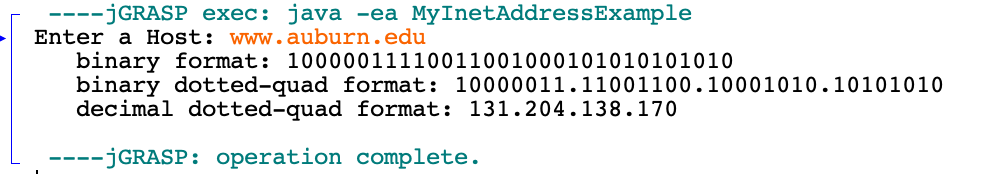 ----jGRASP exec: java -ea MyInetAddressExample
Enter a Host: www.auburn.edu
binary format: 10000011110011001000101010101010
binary dotted-quad format: 10000011.11001100.10001010.10101010
decimal dotted-quad format: 131.204.138.170
----jGRASP: operation complete.